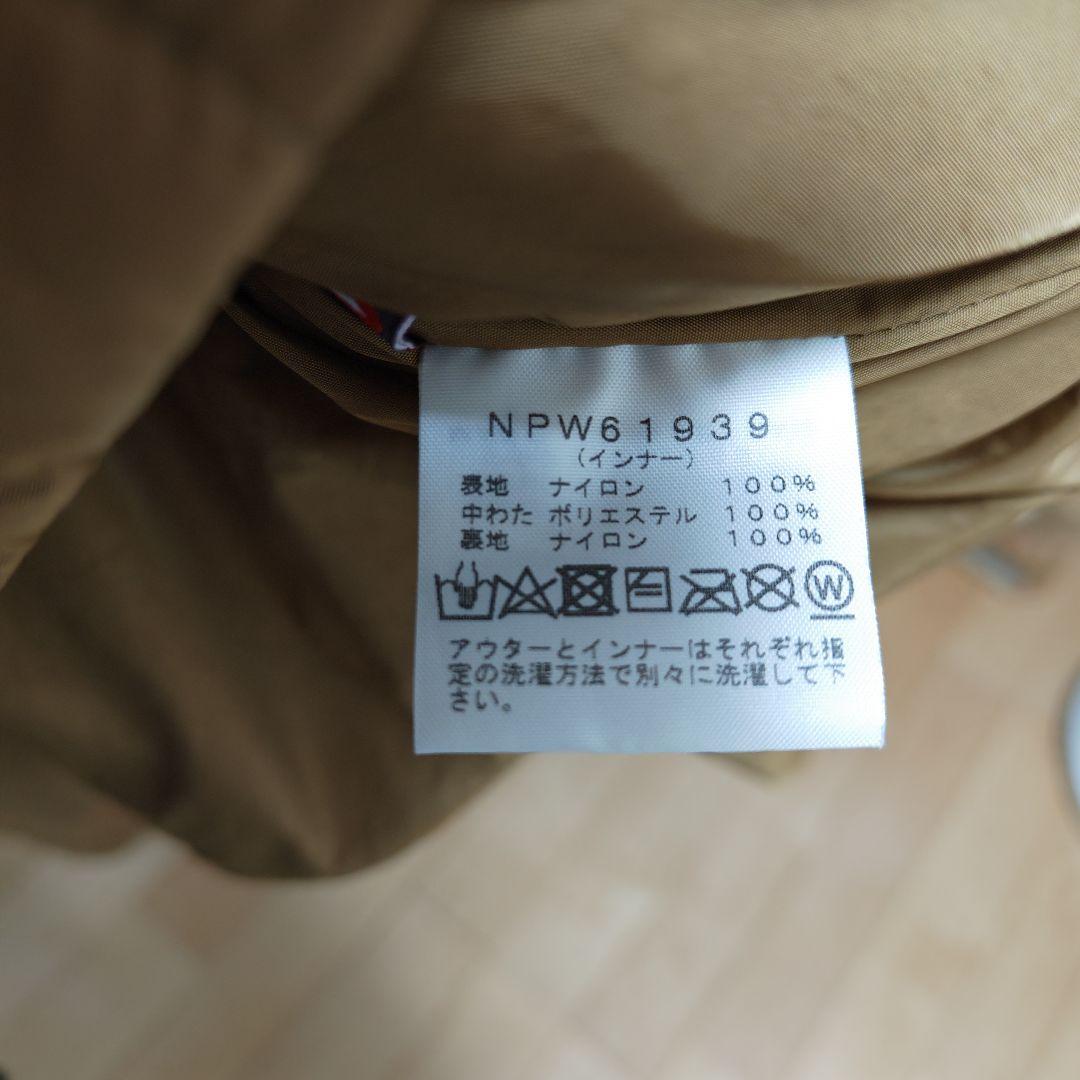 NPW61939
(インナー)
表地 ナイロン 100%
中わた ポリエステル 100%
裏地 ナイロン 100%
W
アウターとインナーはそれぞれ指
定の洗濯方法で別々に洗濯して下
さい。